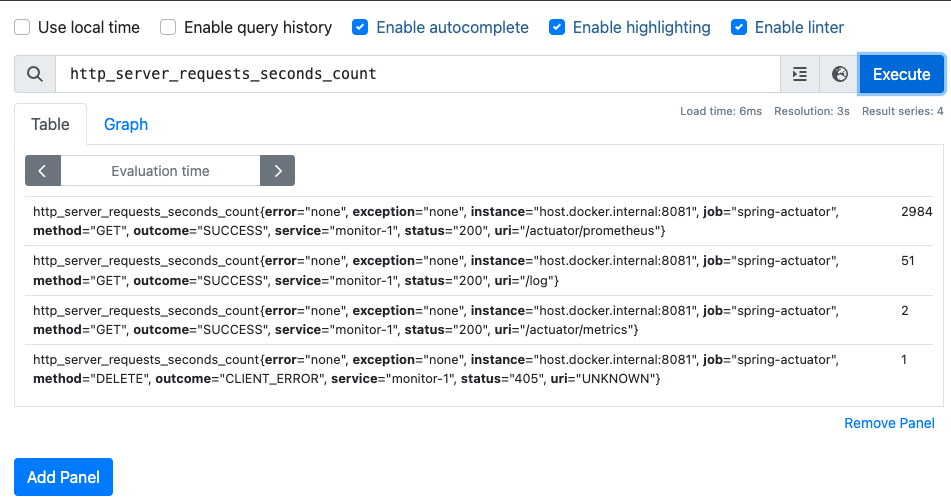 Use local time Enable query history Enable autocomplete Enable highlighting Enable linter
http_server_requests_seconds_count Execute
Load time: 6ms Resolution: 3s Result series: 4
Table Graph
Evaluation time
http_server_requests_seconds_count{error="none", exception="none", instance="host.docker.internal:8081", job="spring-actuator", 2984
method="GET", outcome="SUCCESS", service="monitor-1", status="200", uri="/actuator/prometheus"}
http_server_requests_seconds_count{error="none", exception="none", instance="host.docker.internal:8081", job="spring-actuator", 51
method="GET", outcome="SUCCESS", service="monitor-1", status="200", uri="/log"}
http_server_requests_seconds_count{error="none", exception="none", instance="host.docker.internal:8081", job="spring-actuator", 2
method="GET", outcome="SUCCESS", service="monitor-1", status="200", uri="/actuator/metrics"}
http_server_requests_seconds_count{error="none", exception="none", instance="host.docker.internal:8081", job="spring-actuator", 1
method="DELETE", outcome="CLIENT_ERROR", service="monitor-1", status="405", uri="UNKNOWN"}
Remove Panel
Add Panel